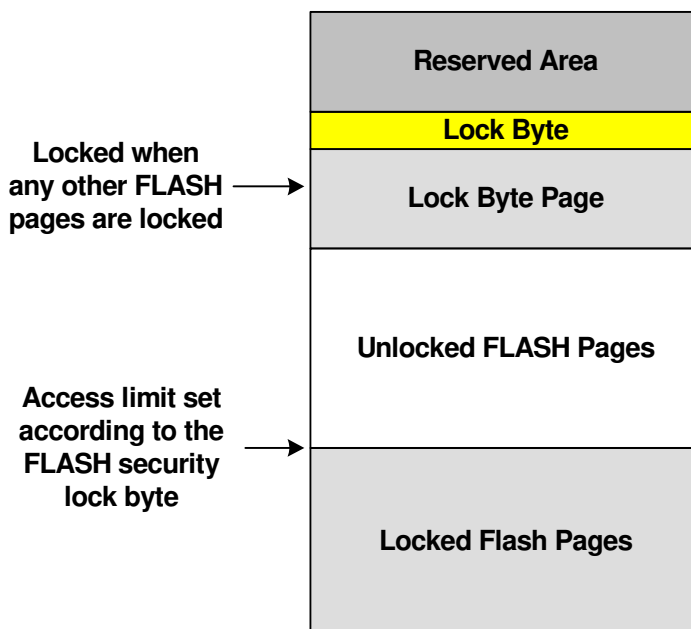 Reserved Area
Lock Byte
Locked when
any other FLASH
pages are locked
Lock Byte Page
Unlocked FLASH Pages
Access limit set
according to the
FLASH security
lock byte
Locked Flash Pages